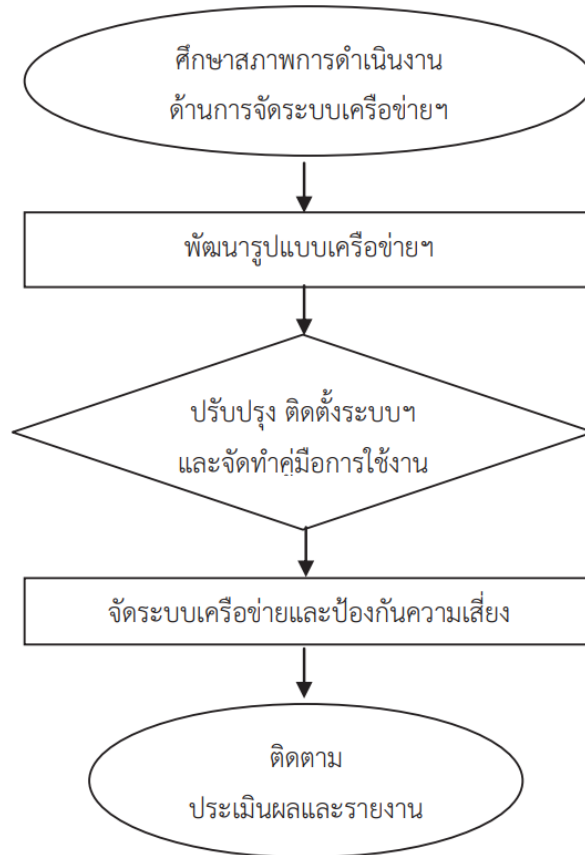 ศึกษาสภาพการดำเนินงาน
ด้านการจัดระบบเครือข่ายฯ
พัฒนารูปแบบเครือข่ายฯ
ปรับปรุง ติดตั้งระบบฯ
และจัดทำคู่มือการใช้งาน
จัดระบบเครือข่ายและป้องกันความเสี่ยง
ติดตาม
ประเมินผลและรายงาน